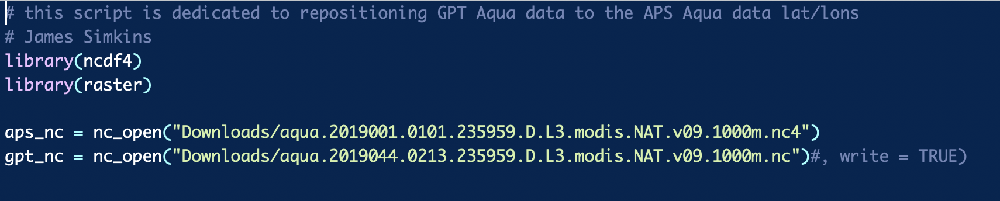 # this script is dedicated to repositioning GPT Aqua data to the APS Aqua data lat/lons
# James Simkins
library(ncdf4)
library(raster)
aps_nc = nc_open("Downloads/aqua.2019001.0101.235959.D.L3.modis.NAT.v09.1000m.nc4")
gpt_nc = nc_open("Downloads/aqua.2019044.0213.235959.D.L3.modis.NAT.v09.1000m.nc")#, write = TRUE)